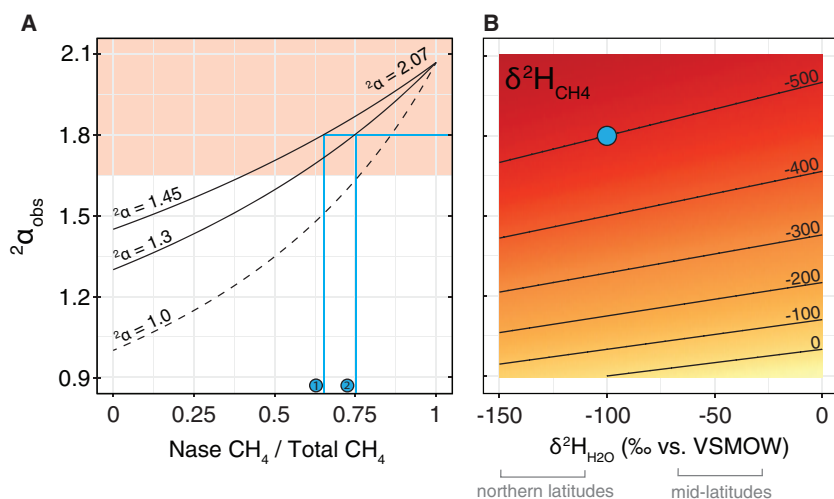 A
2.1
1.8
1.5
1.2
0.9
²αobs
²α = 2.07
²α = 1.45
²α = 1.3
²α = 1.0
1
2
0
0.25
0.5
0.75
1
Nase CH₄ / Total CH₄
B
δ²HCH4
-500
-400
-300
-200
-100
0
-150
-100
-50
0
δ²HH2O (‰ vs. VSMOW)
northern latitudes
mid-latitudes